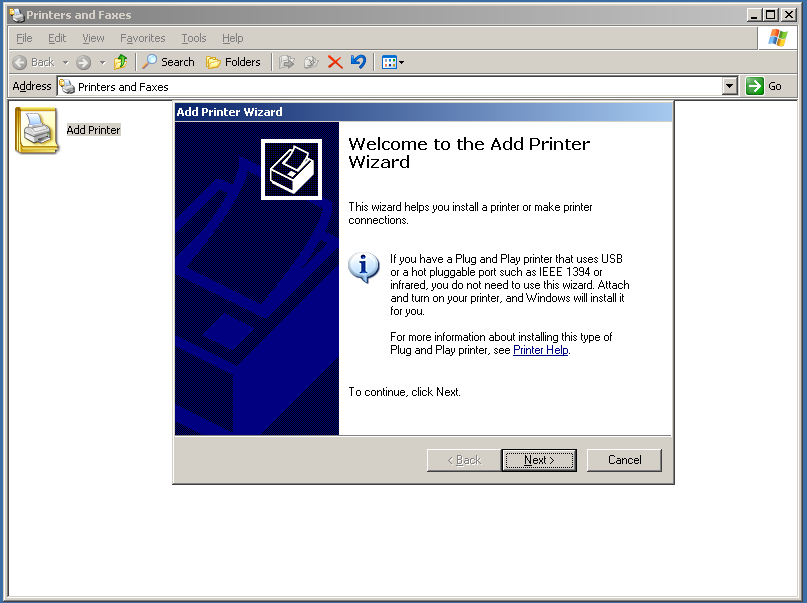 Printers and Faxes
File Edit View Favorites Tools Help
Back Search Folders
Address Printers and Faxes Go
Add Printer
Add Printer Wizard
Welcome to the Add Printer
Wizard
This wizard helps you install a printer or make printer
connections.
If you have a Plug and Play printer that uses USB
or a hot pluggable port such as IEEE 1394 or
infrared, you do not need to use this wizard. Attach
and turn on your printer, and Windows will install it
for you.
For more information about installing this type of
Plug and Play printer, see Printer Help.
To continue, click Next.
< Back Next > Cancel